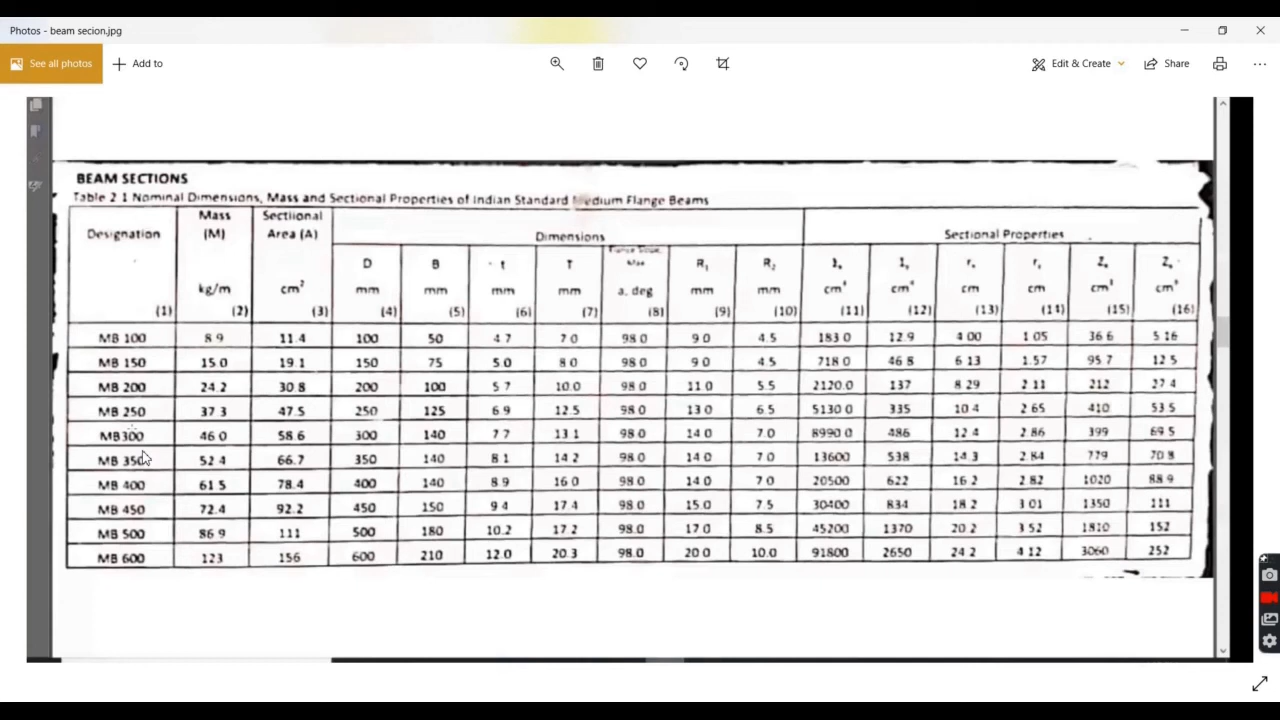 Photos - beam secion.jpg
See all photos
Add to
Edit & Create
Share
BEAM SECTIONS
Table 2 1 Nominal Dimensions, Mass and Sectional Properties of Indian Standard Medium Flange Beams
Designation Mass (M) Sectiional Area (A) Dimensions Sectional Properties
D B t T R1 R2
kg/m cm² mm mm mm mm a, deg mm mm cm⁴ cm⁴ cm cm cm³ cm³
(1) (2) (3) (4) (5) (6) (7) (8) (9) (10) (11) (12) (13) (14) (15) (16)
MB 100 8 9 11.4 100 50 4 7 7 0 98 0 9 0 4.5 183 0 12.9 4 00 1 05 36 6 5 16
MB 150 15 0 19.1 150 75 5 0 8 0 98 0 9 0 4.5 718 0 46 8 6 13 1.57 95.7 12 5
MB 200 24.2 30 8 200 100 5 7 10.0 98 0 11 0 5.5 2120.0 137 8 29 2 11 212 27 4
MB 250 37 3 47.5 250 125 6 9 12.5 98.0 13 0 6.5 5130 0 335 10 4 2 65 410 53 5
MB300 46 0 58.6 300 140 7 7 13.1 98 0 14 0 7.0 8990 0 486 12 4 2 86 399 69 5
MB 350 52 4 66.7 350 140 8 1 14 2 98 0 14 0 7 0 13600 538 14 3 2 84 779 70 8
MB 400 61 5 78.4 400 140 8 9 16 0 98 0 14 0 7 0 20500 622 16 2 2 82 1020 88 9
MB 450 72.4 92.2 450 150 9 4 17.4 98 0 15.0 7.5 30400 834 18 2 3 01 1350 111
MB 500 86 9 111 500 180 10.2 17 2 98.0 17 0 8.5 45200 1370 20 2 3 52 1810 152
MB 600 123 156 600 210 12.0 20.3 98.0 20 0 10.0 91800 2650 24 2 4 12 3060 252